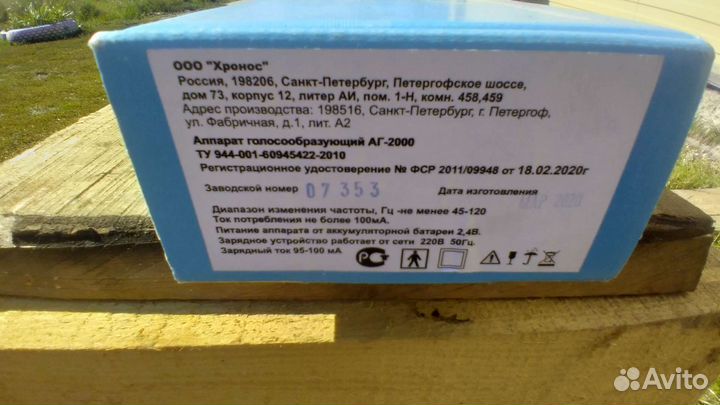 ООО "Хронос"
Россия, 198206, Санкт-Петербург, Петергофское шоссе,
дом 73, корпус 12, литер АИ, пом. 1-Н, комн. 458,459
Адрес производства: 198516, Санкт-Петербург, г. Петергоф,
ул. Фабричная, д.1, лит. А2
Аппарат голосообразующий АГ-2000
ТУ 944-001-60945422-2010
Регистрационное удостоверение № ФСР 2011/09948 от 18.02.2020г
Заводской номер 07353 Дата изготовления МАР 2020
Диапазон изменения частоты, Гц -не менее 45-120
Ток потребления не более 100мА.
Питание аппарата от аккумуляторной батареи 2,4В.
Зарядное устройство работает от сети 220В 50Гц.
Зарядный ток 95-100 мА
Avito